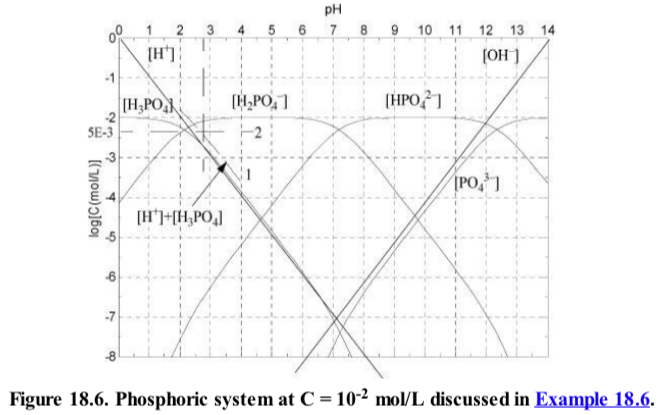 pH
0 1 2 3 4 5 6 7 8 9 10 11 12 13 14
0
[H⁺] [OH⁻]
-1
[H₃PO₄] [H₂PO₄⁻] [HPO₄²⁻]
-2
5E-3 2
-3
1 [PO₄³⁻]
-4
[H⁺]+[H₃PO₄]
-5
-6
-7
-8
log[C(mol/L)]
Figure 18.6. Phosphoric system at C = 10⁻² mol/L discussed in Example 18.6.